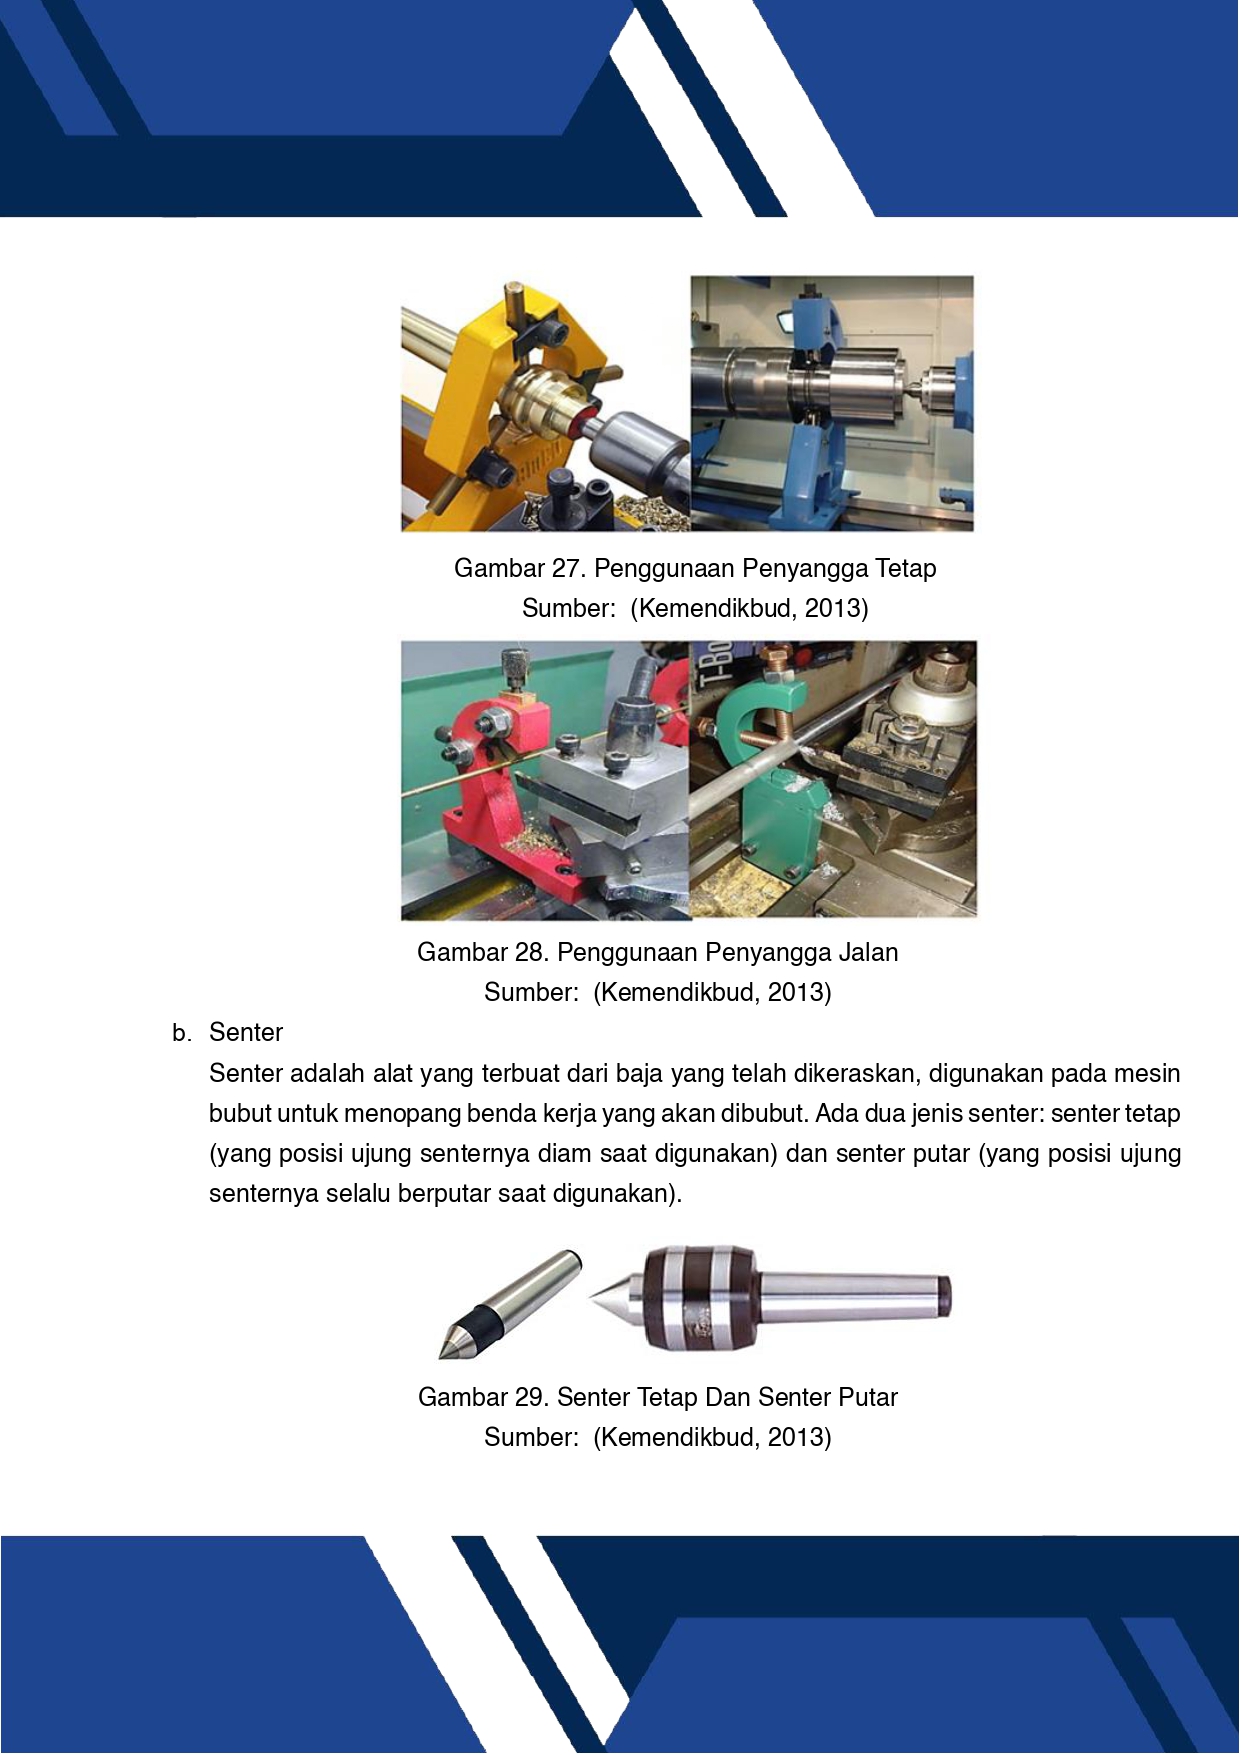 Gambar 27. Penggunaan Penyangga Tetap
Sumber:  (Kemendikbud, 2013)
T-Bo
Gambar 28. Penggunaan Penyangga Jalan
Sumber:  (Kemendikbud, 2013)
b. Senter
Senter adalah alat yang terbuat dari baja yang telah dikeraskan, digunakan pada mesin
bubut untuk menopang benda kerja yang akan dibubut. Ada dua jenis senter: senter tetap
(yang posisi ujung senternya diam saat digunakan) dan senter putar (yang posisi ujung
senternya selalu berputar saat digunakan).
Gambar 29. Senter Tetap Dan Senter Putar
Sumber:  (Kemendikbud, 2013)